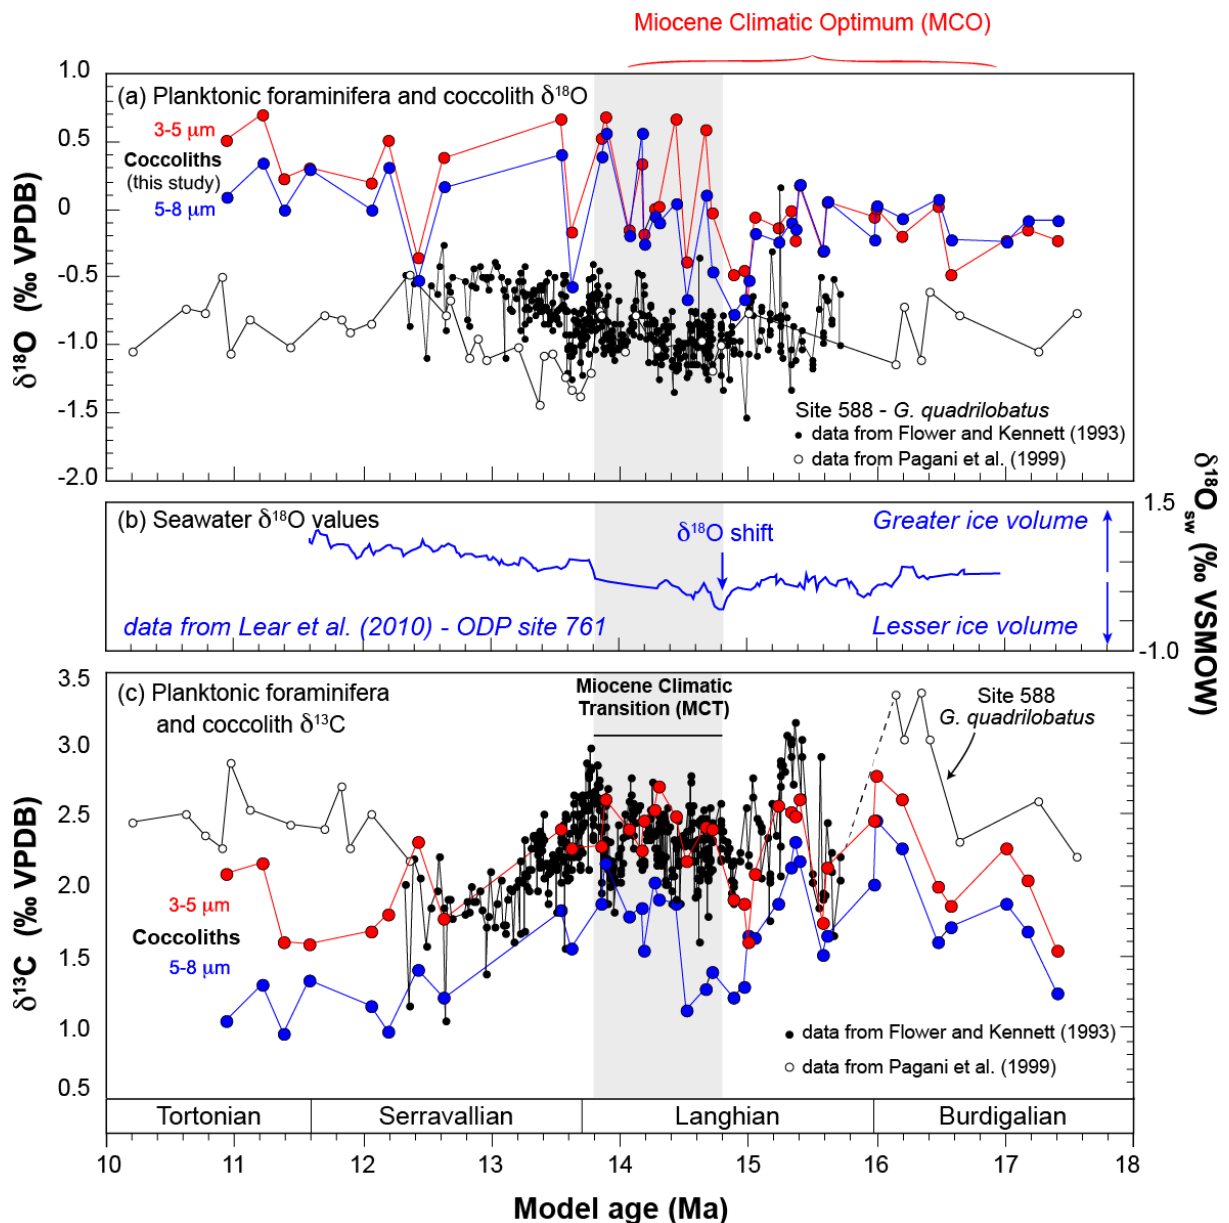 Miocene Climatic Optimum (MCO)
(a) Planktonic foraminifera and coccolith δ¹⁸O
3-5 μm
Coccoliths
(this study)
5-8 μm
1.0
0.5
0
-0.5
-1.0
-1.5
-2.0
δ¹⁸O (‰ VPDB)
Site 588 - G. quadrilobatus
data from Flower and Kennett (1993)
data from Pagani et al. (1999)
(b) Seawater δ¹⁸O values
δ¹⁸O shift
Greater ice volume
data from Lear et al. (2010) - ODP site 761
Lesser ice volume
1.5
-1.0
δ¹⁸Osw (‰ VSMOW)
(c) Planktonic foraminifera
and coccolith δ¹³C
Miocene Climatic
Transition (MCT)
Site 588
G. quadrilobatus
3.5
3.0
2.5
2.0
1.5
1.0
0.5
δ¹³C (‰ VPDB)
3-5 μm
Coccoliths
5-8 μm
data from Flower and Kennett (1993)
data from Pagani et al. (1999)
Tortonian Serravallian Langhian Burdigalian
10 11 12 13 14 15 16 17 18
Model age (Ma)